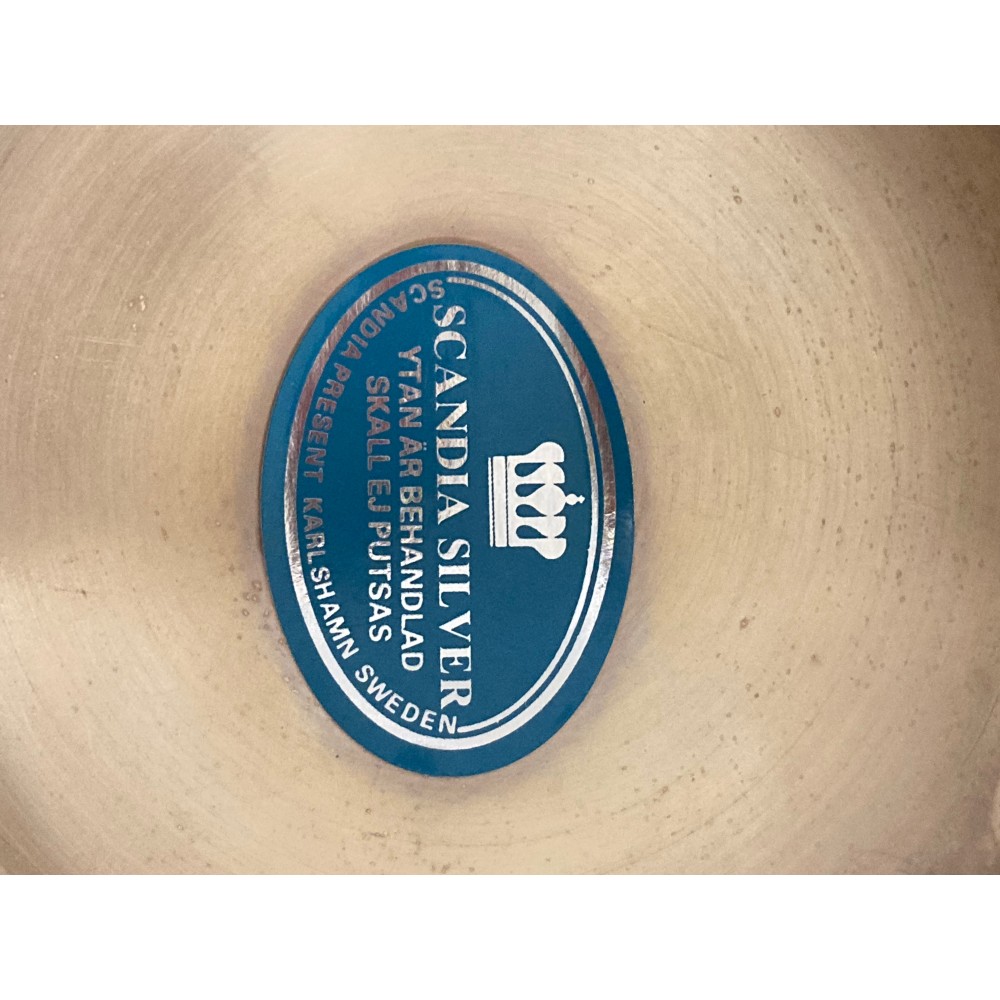 SCANDIA SILVER
YTAN ÄR BEHANDLAD
SKALL EJ PUTSAS
SCANDIA PRESENT KARLSHAMN SWEDEN